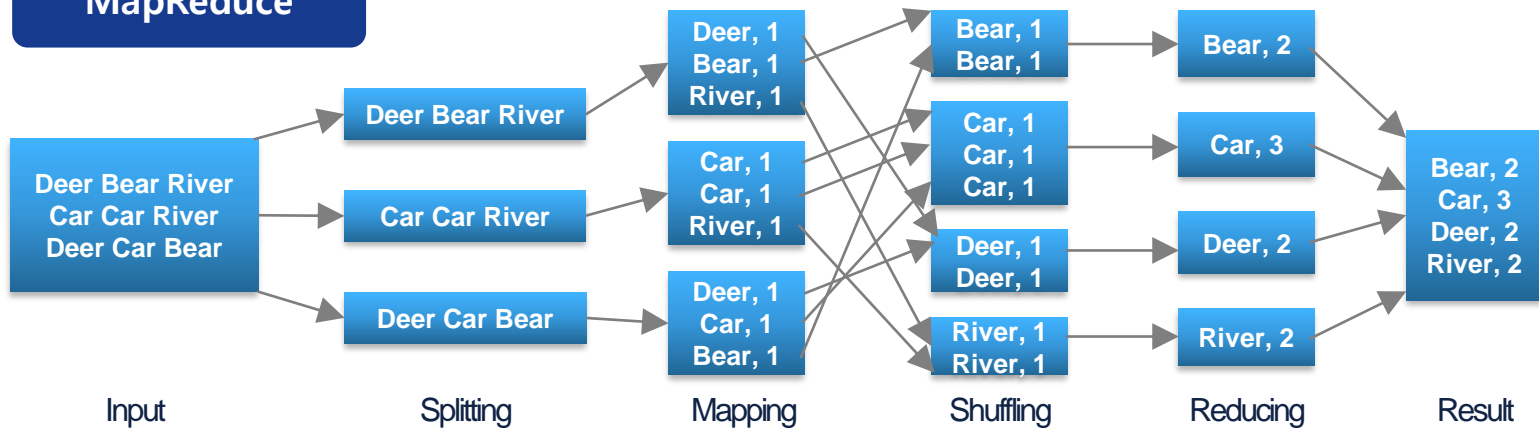 MapReduce
Deer Bear River
Car Car River
Deer Car Bear
Deer Bear River
Car Car River
Deer Car Bear
Deer, 1
Bear, 1
River, 1
Car, 1
Car, 1
River, 1
Deer, 1
Car, 1
Bear, 1
Bear, 1
Bear, 1
Car, 1
Car, 1
Car, 1
Deer, 1
Deer, 1
River, 1
River, 1
Bear, 2
Car, 3
Deer, 2
River, 2
Bear, 2
Car, 3
Deer, 2
River, 2
Input
Splitting
Mapping
Shuffling
Reducing
Result